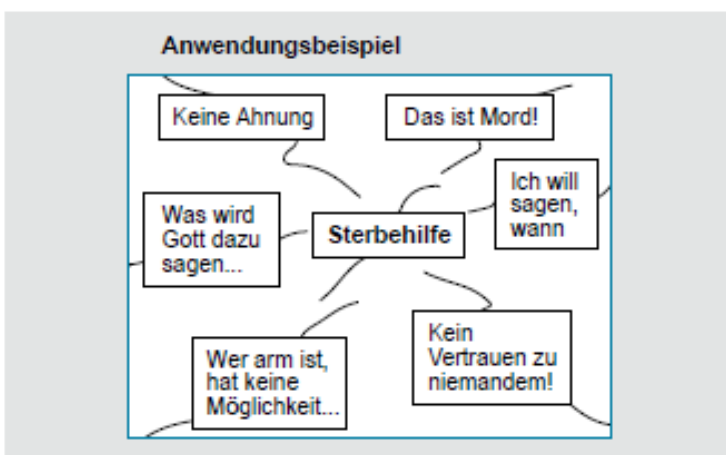 Anwendungsbeispiel
Keine Ahnung
Das ist Mord!
Ich will
sagen,
wann
Was wird
Gott dazu
sagen...
Sterbehilfe
Wer arm ist,
hat keine
Möglichkeit...
Kein
Vertrauen zu
niemandem!